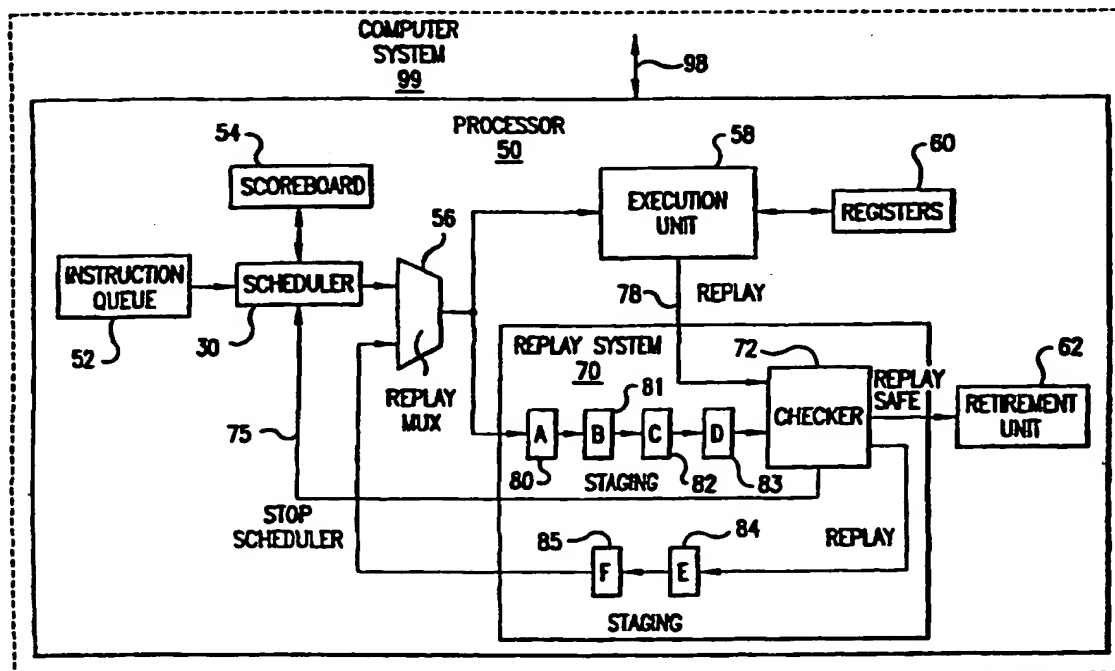 COMPUTER
SYSTEM
99
98
PROCESSOR
50
54
SCOREBOARD
56
58
EXECUTION
UNIT
60
REGISTERS
INSTRUCTION
QUEUE
52
SCHEDULER
30
REPLAY
MUX
78
REPLAY
REPLAY SYSTEM
70
72
CHECKER
REPLAY
SAFE
62
RETIREMENT
UNIT
75
81
A
B
C
D
80
STAGING
82
83
STOP
SCHEDULER
85
84
REPLAY
F
E
STAGING